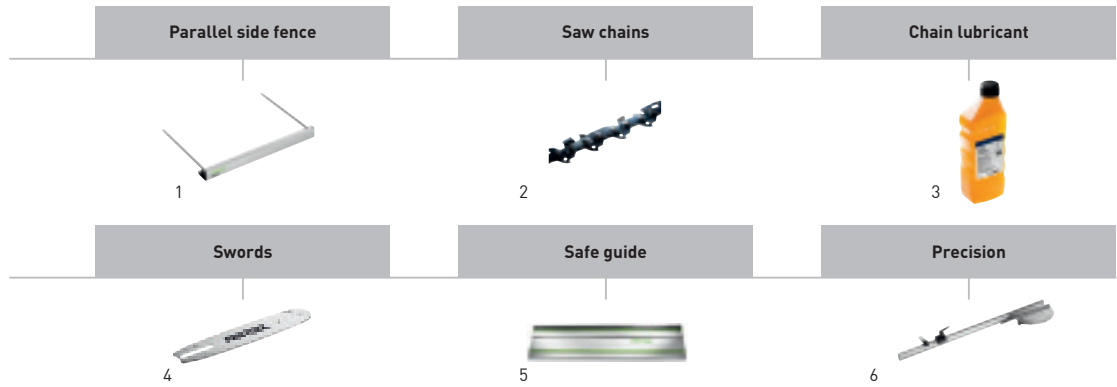 Parallel side fence
Saw chains
Chain lubricant
1
2
3
Swords
Safe guide
Precision
4
5
6